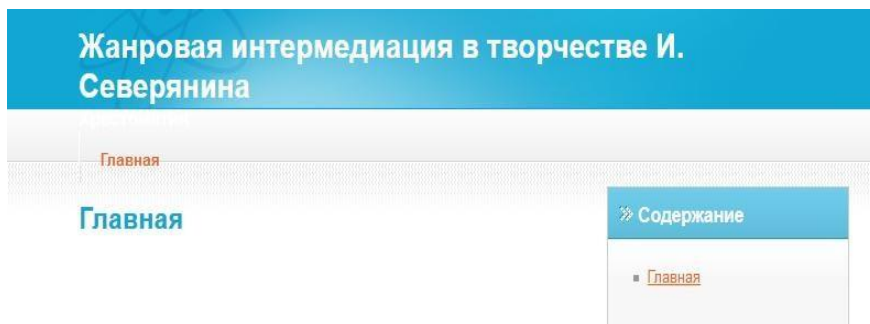 Жанровая интермедиация в творчестве И.
Северянина
Главная
Главная
Содержание
Главная